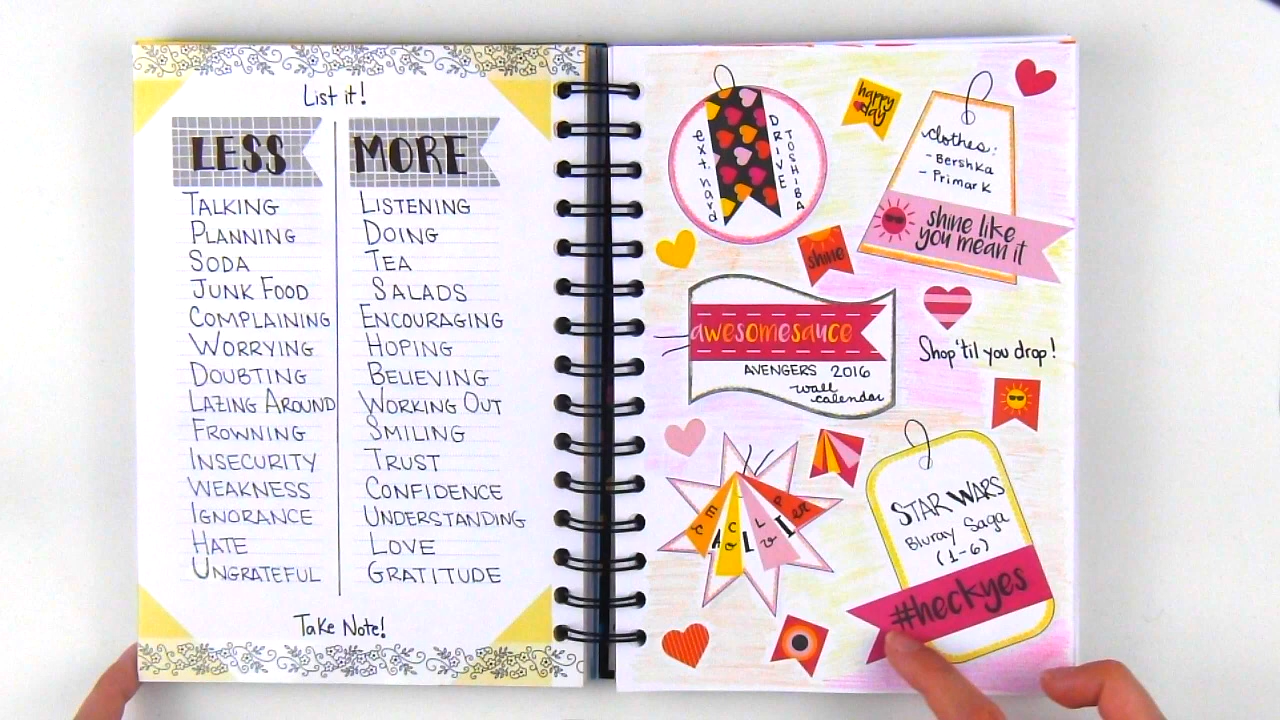 List it!
LESS
TALKING
PLANNING
SODA
JUNK FOOD
COMPLAINING
WORRYING
DOUBTING
LAZING AROUND
FROWNING
INSECURITY
WEAKNESS
IGNORANCE
HATE
UNGRATEFUL
MORE
LISTENING
DOING
TEA
SALADS
ENCOURAGING
HOPING
BELIEVING
WORKING OUT
SMILING
TRUST
CONFIDENCE
UNDERSTANDING
LOVE
GRATITUDE
Take Note!
ext. hard
DRIVE
TOSHIBA
happy
day
clothes:
- Bershka
- Primark
shine like
you mean it
shine
awesomesauce
AVENGERS 2016
wall
calendar
Shop 'til you drop!
STAR WARS
Bluray Saga
(1-6)
#heckyes